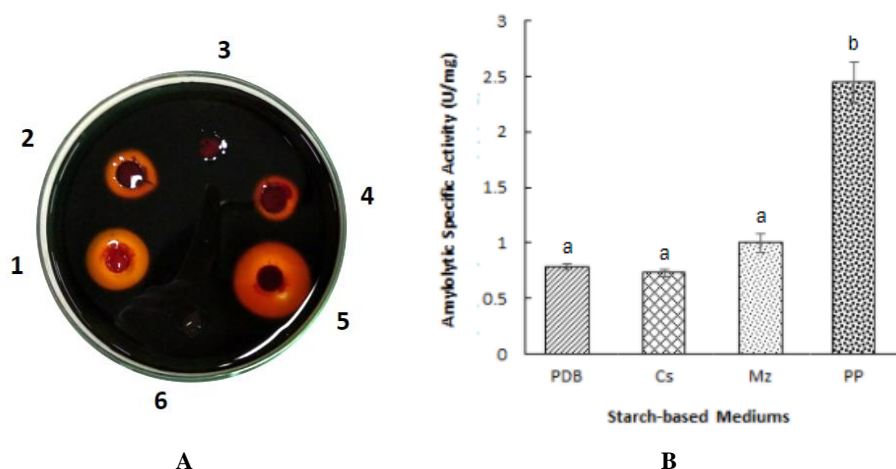 3
2
4
1
5
6
A
B
Amylolytic Specific Activity (U/mg)
3
2.5
2
1.5
1
0.5
0
a
a
a
b
PDB Cs Mz PP
Starch-based Mediums